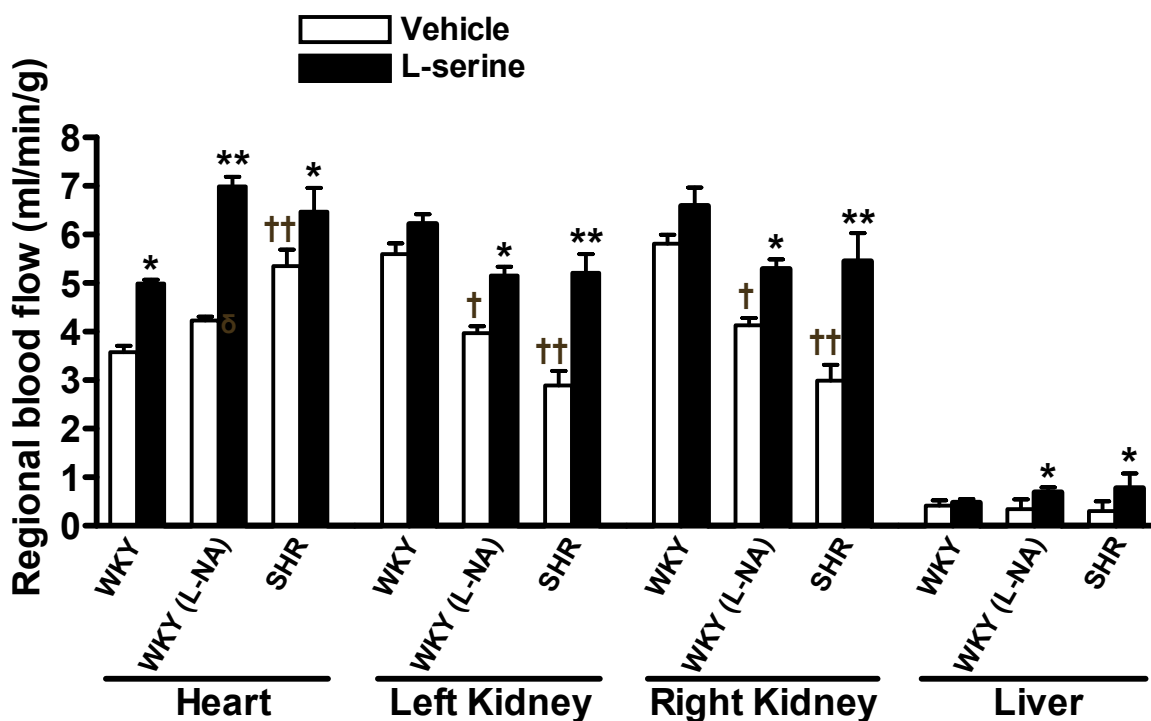 Vehicle
L-serine
Regional blood flow (ml/min/g)
8
7
6
5
4
3
2
1
0
*
**
*
††
δ
†
*
††
**
†
*
††
**
*
*
WKY
WKY (L-NA)
SHR
WKY
WKY (L-NA)
SHR
WKY
WKY (L-NA)
SHR
WKY
WKY (L-NA)
SHR
Heart
Left Kidney
Right Kidney
Liver